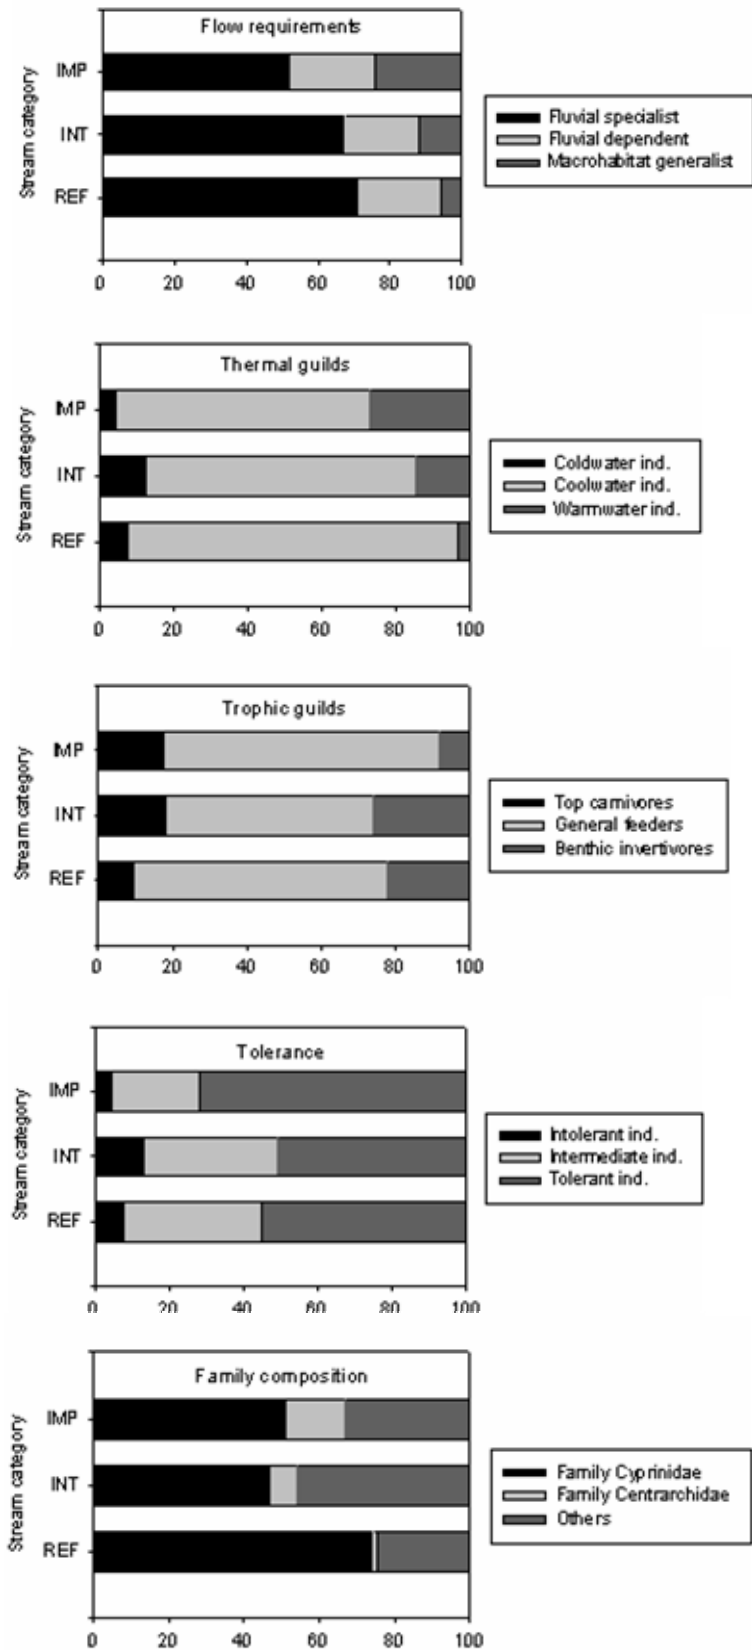 Flow requirements
Stream category
IMP
INT
REF
0 20 40 60 80 100
Fluvial specialist
Fluvial dependent
Macrohabitat generalist
Thermal guilds
Stream category
IMP
INT
REF
0 20 40 60 80 100
Coldwater ind.
Coolwater ind.
Warmwater ind.
Trophic guilds
Stream category
IMP
INT
REF
0 20 40 60 80 100
Top carnivores
General feeders
Benthic invertivores
Tolerance
Stream category
IMP
INT
REF
0 20 40 60 80 100
Intolerant ind.
Intermediate ind.
Tolerant ind.
Family composition
Stream category
IMP
INT
REF
0 20 40 60 80 100
Family Cyprinidae
Family Centrarchidae
Others